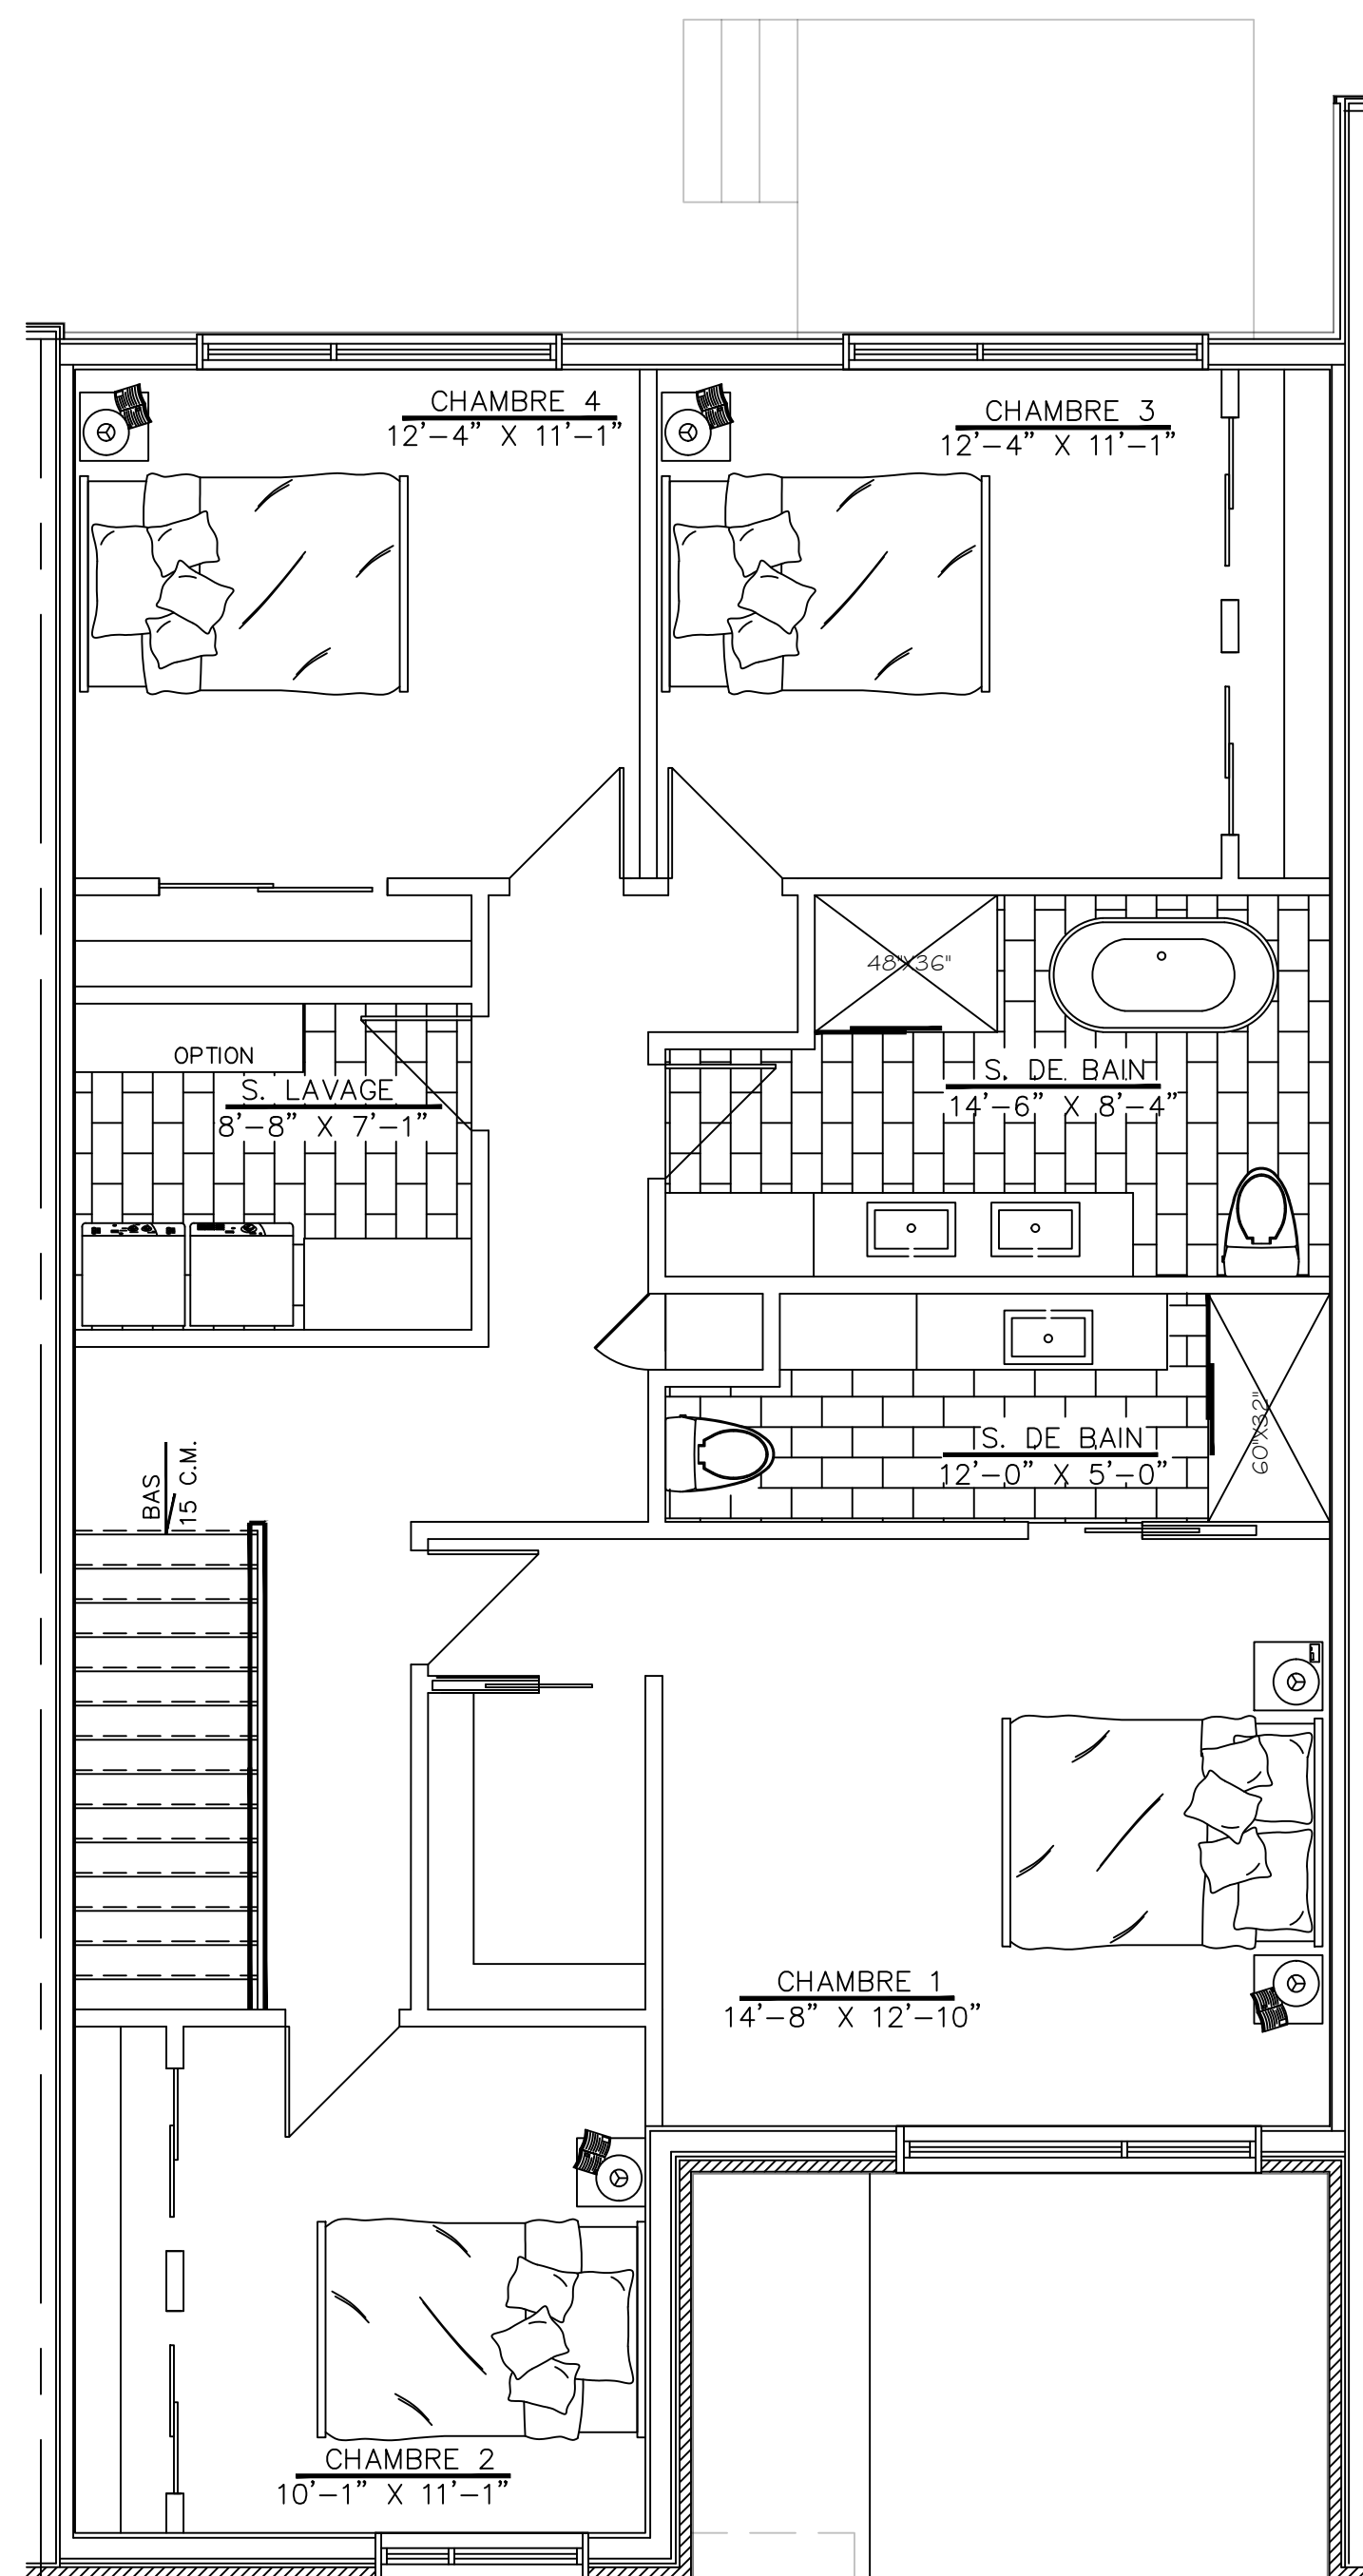 CHAMBRE 4
12'-4" X 11'-1"
CHAMBRE 3
12'-4" X 11'-1"
48"X36"
OPTION
S. LAVAGE
8'-8" X 7'-1"
S. DE BAIN
14'-6" X 8'-4"
60"X32"
S. DE BAIN
12'-0" X 5'-0"
BAS
15 C.M.
CHAMBRE 1
14'-8" X 12'-10"
CHAMBRE 2
10'-1" X 11'-1"